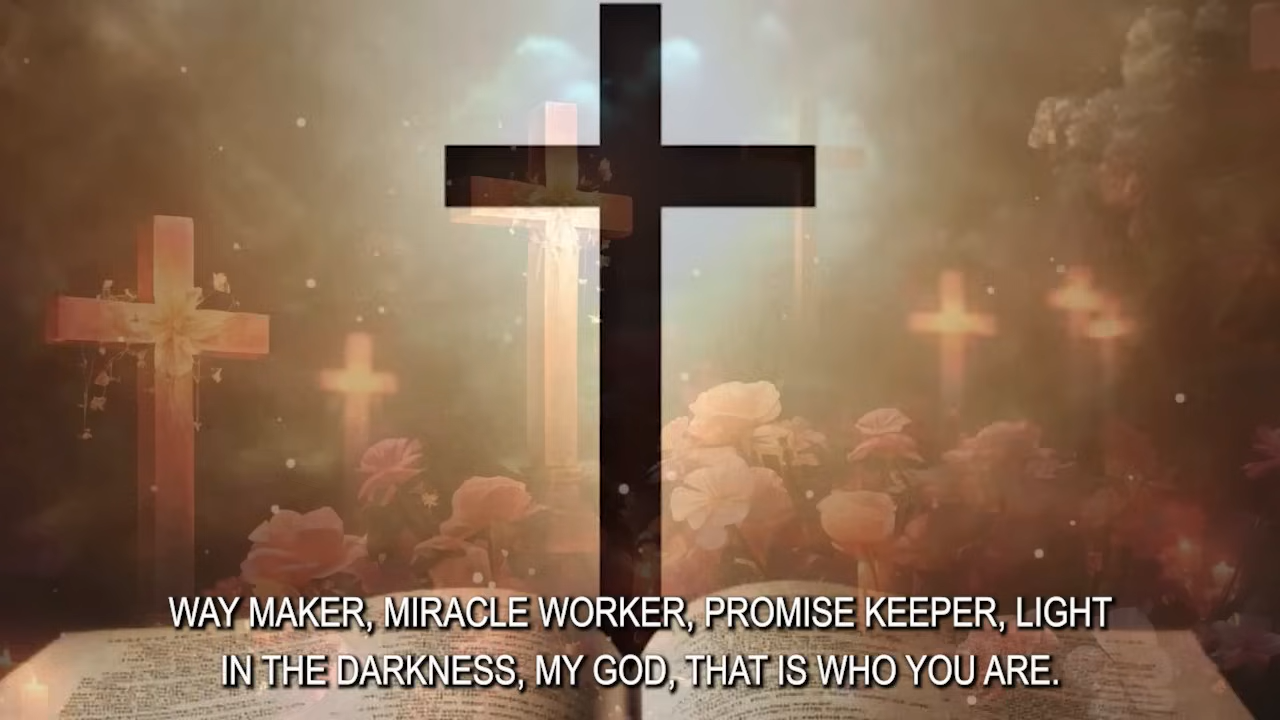 WAY MAKER, MIRACLE WORKER, PROMISE KEEPER, LIGHT
IN THE DARKNESS, MY GOD, THAT IS WHO YOU ARE.